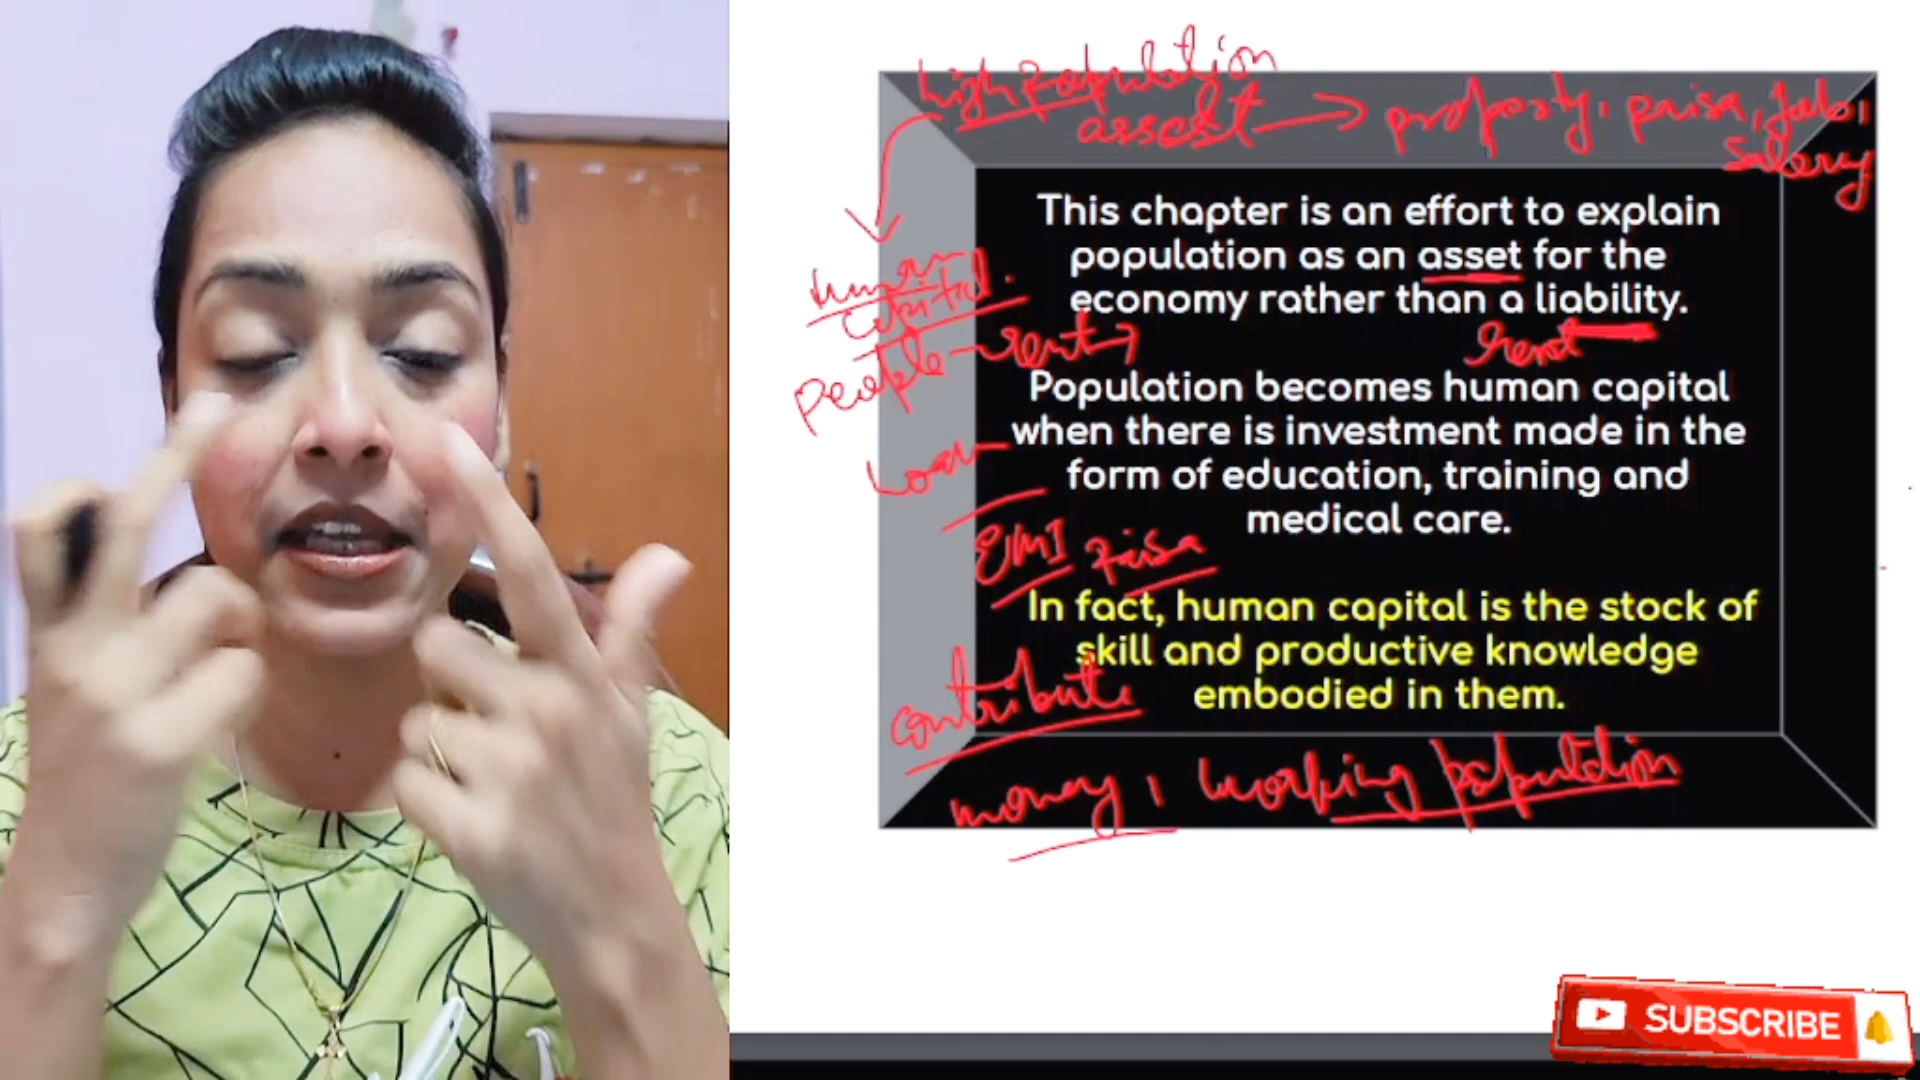 high population
assest → property, paisa, job,
salery
This chapter is an effort to explain
population as an asset for the
economy rather than a liability.
human
capital.
rent
people - rent →
Population becomes human capital
when there is investment made in the
form of education, training and
medical care.
Loan
EMI paisa
In fact, human capital is the stock of
skill and productive knowledge
embodied in them.
contribute
money, working population
SUBSCRIBE